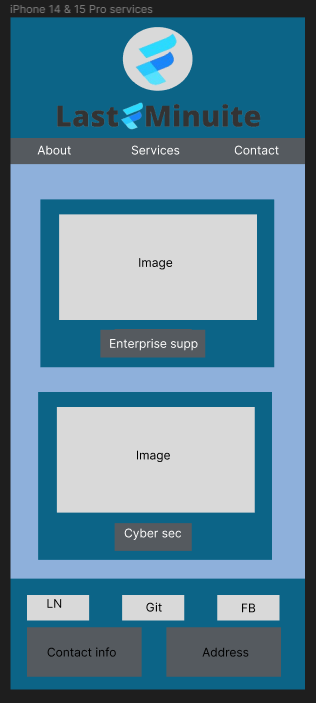 iPhone 14 & 15 Pro services
Last Minuite
About Services Contact
Image
Enterprise supp
Image
Cyber sec
LN Git FB
Contact info Address